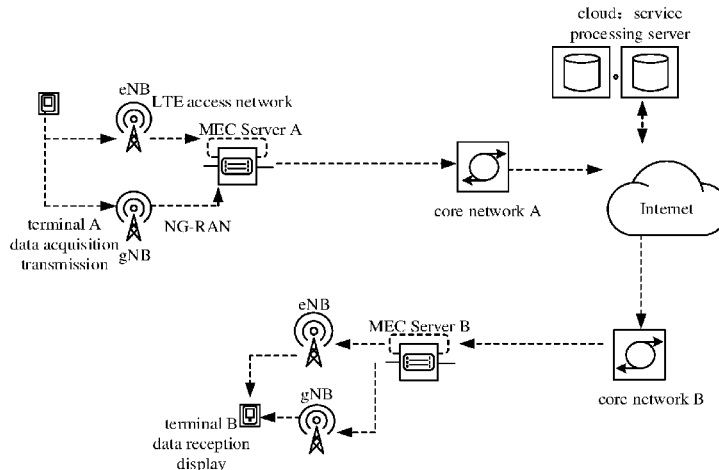 cloud：service
processing server
eNB
LTE access network
MEC Server A
core network A
Internet
terminal A
data acquisition
transmission
NG-RAN
gNB
eNB
MEC Server B
core network B
gNB
terminal B
data reception
display